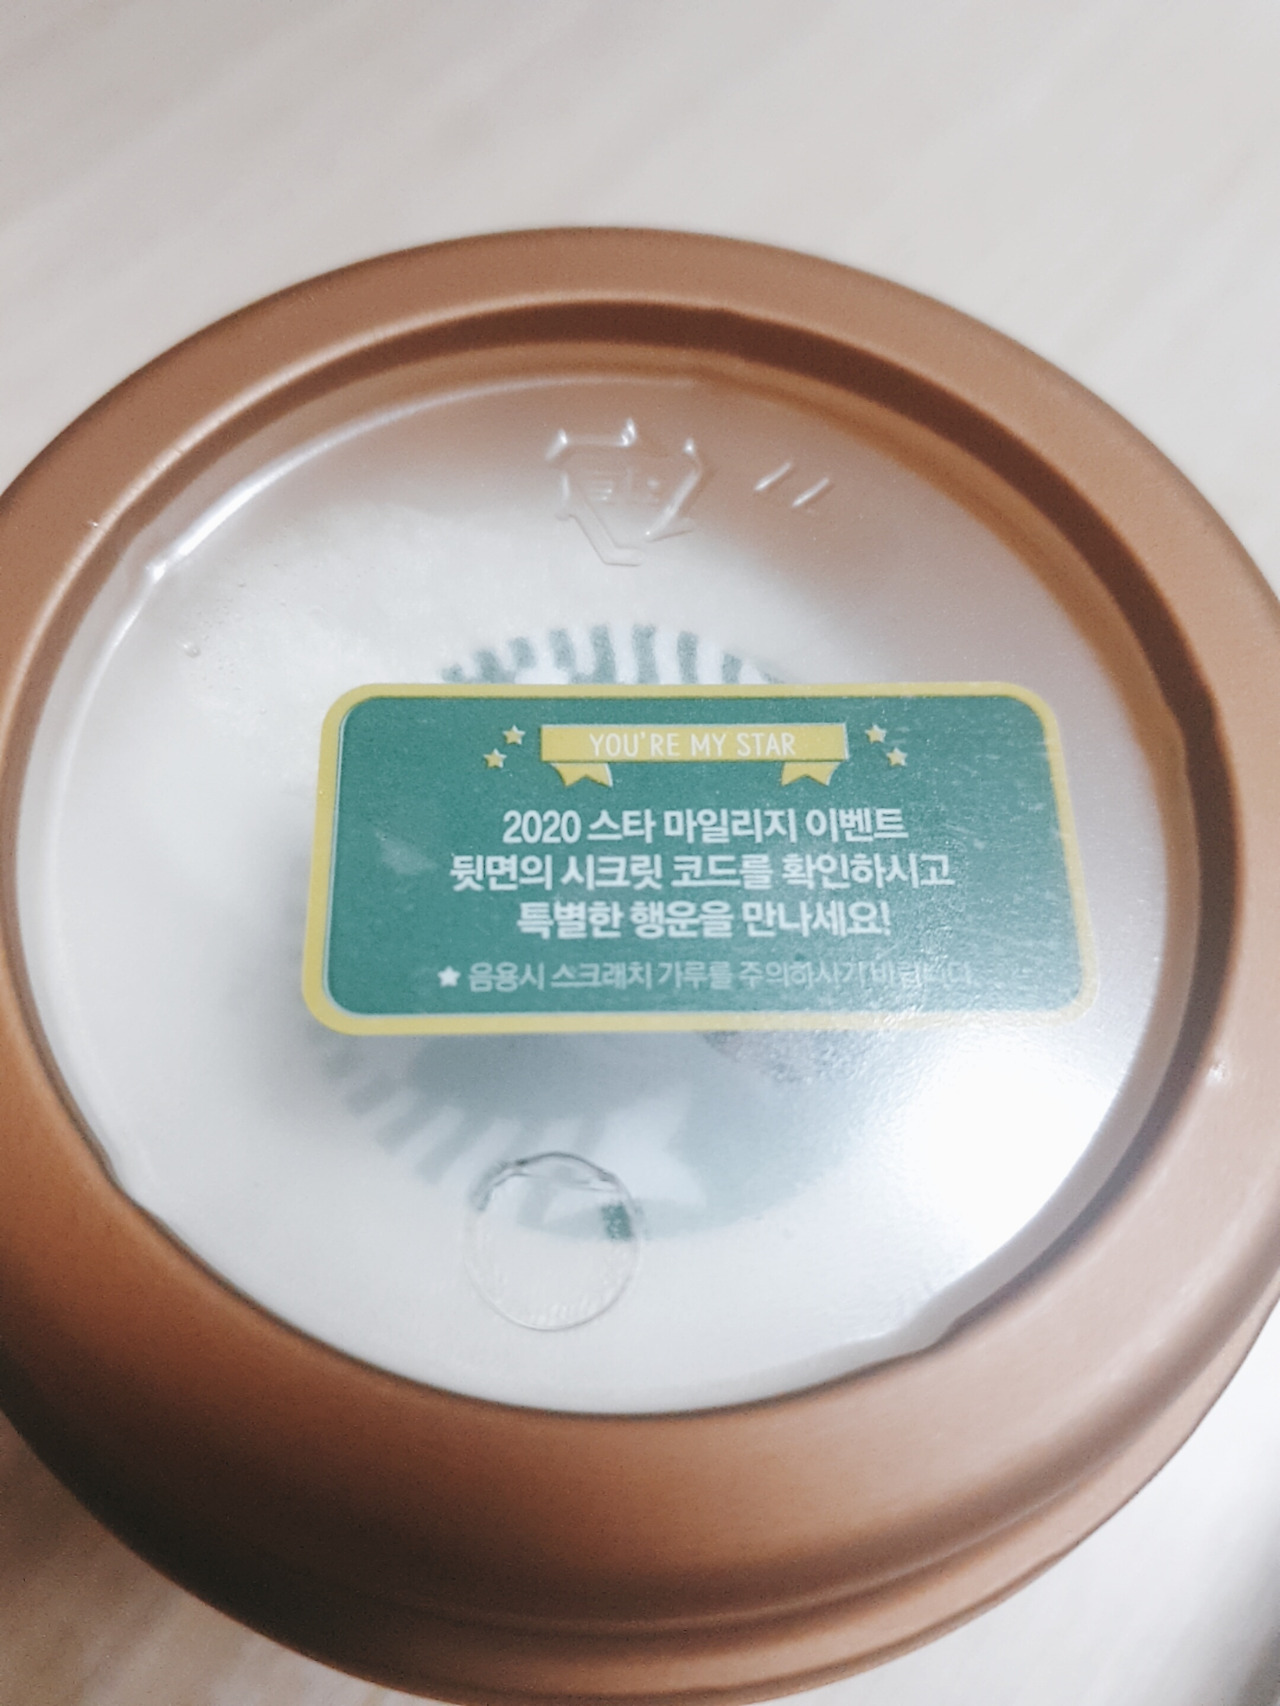 YOU'RE MY STAR
2020 스타 마일리지 이벤트
뒷면의 시크릿 코드를 확인하시고
특별한 행운을 만나세요!
★ 음용시 스크래치 가루를 주의하시기 바랍니다.